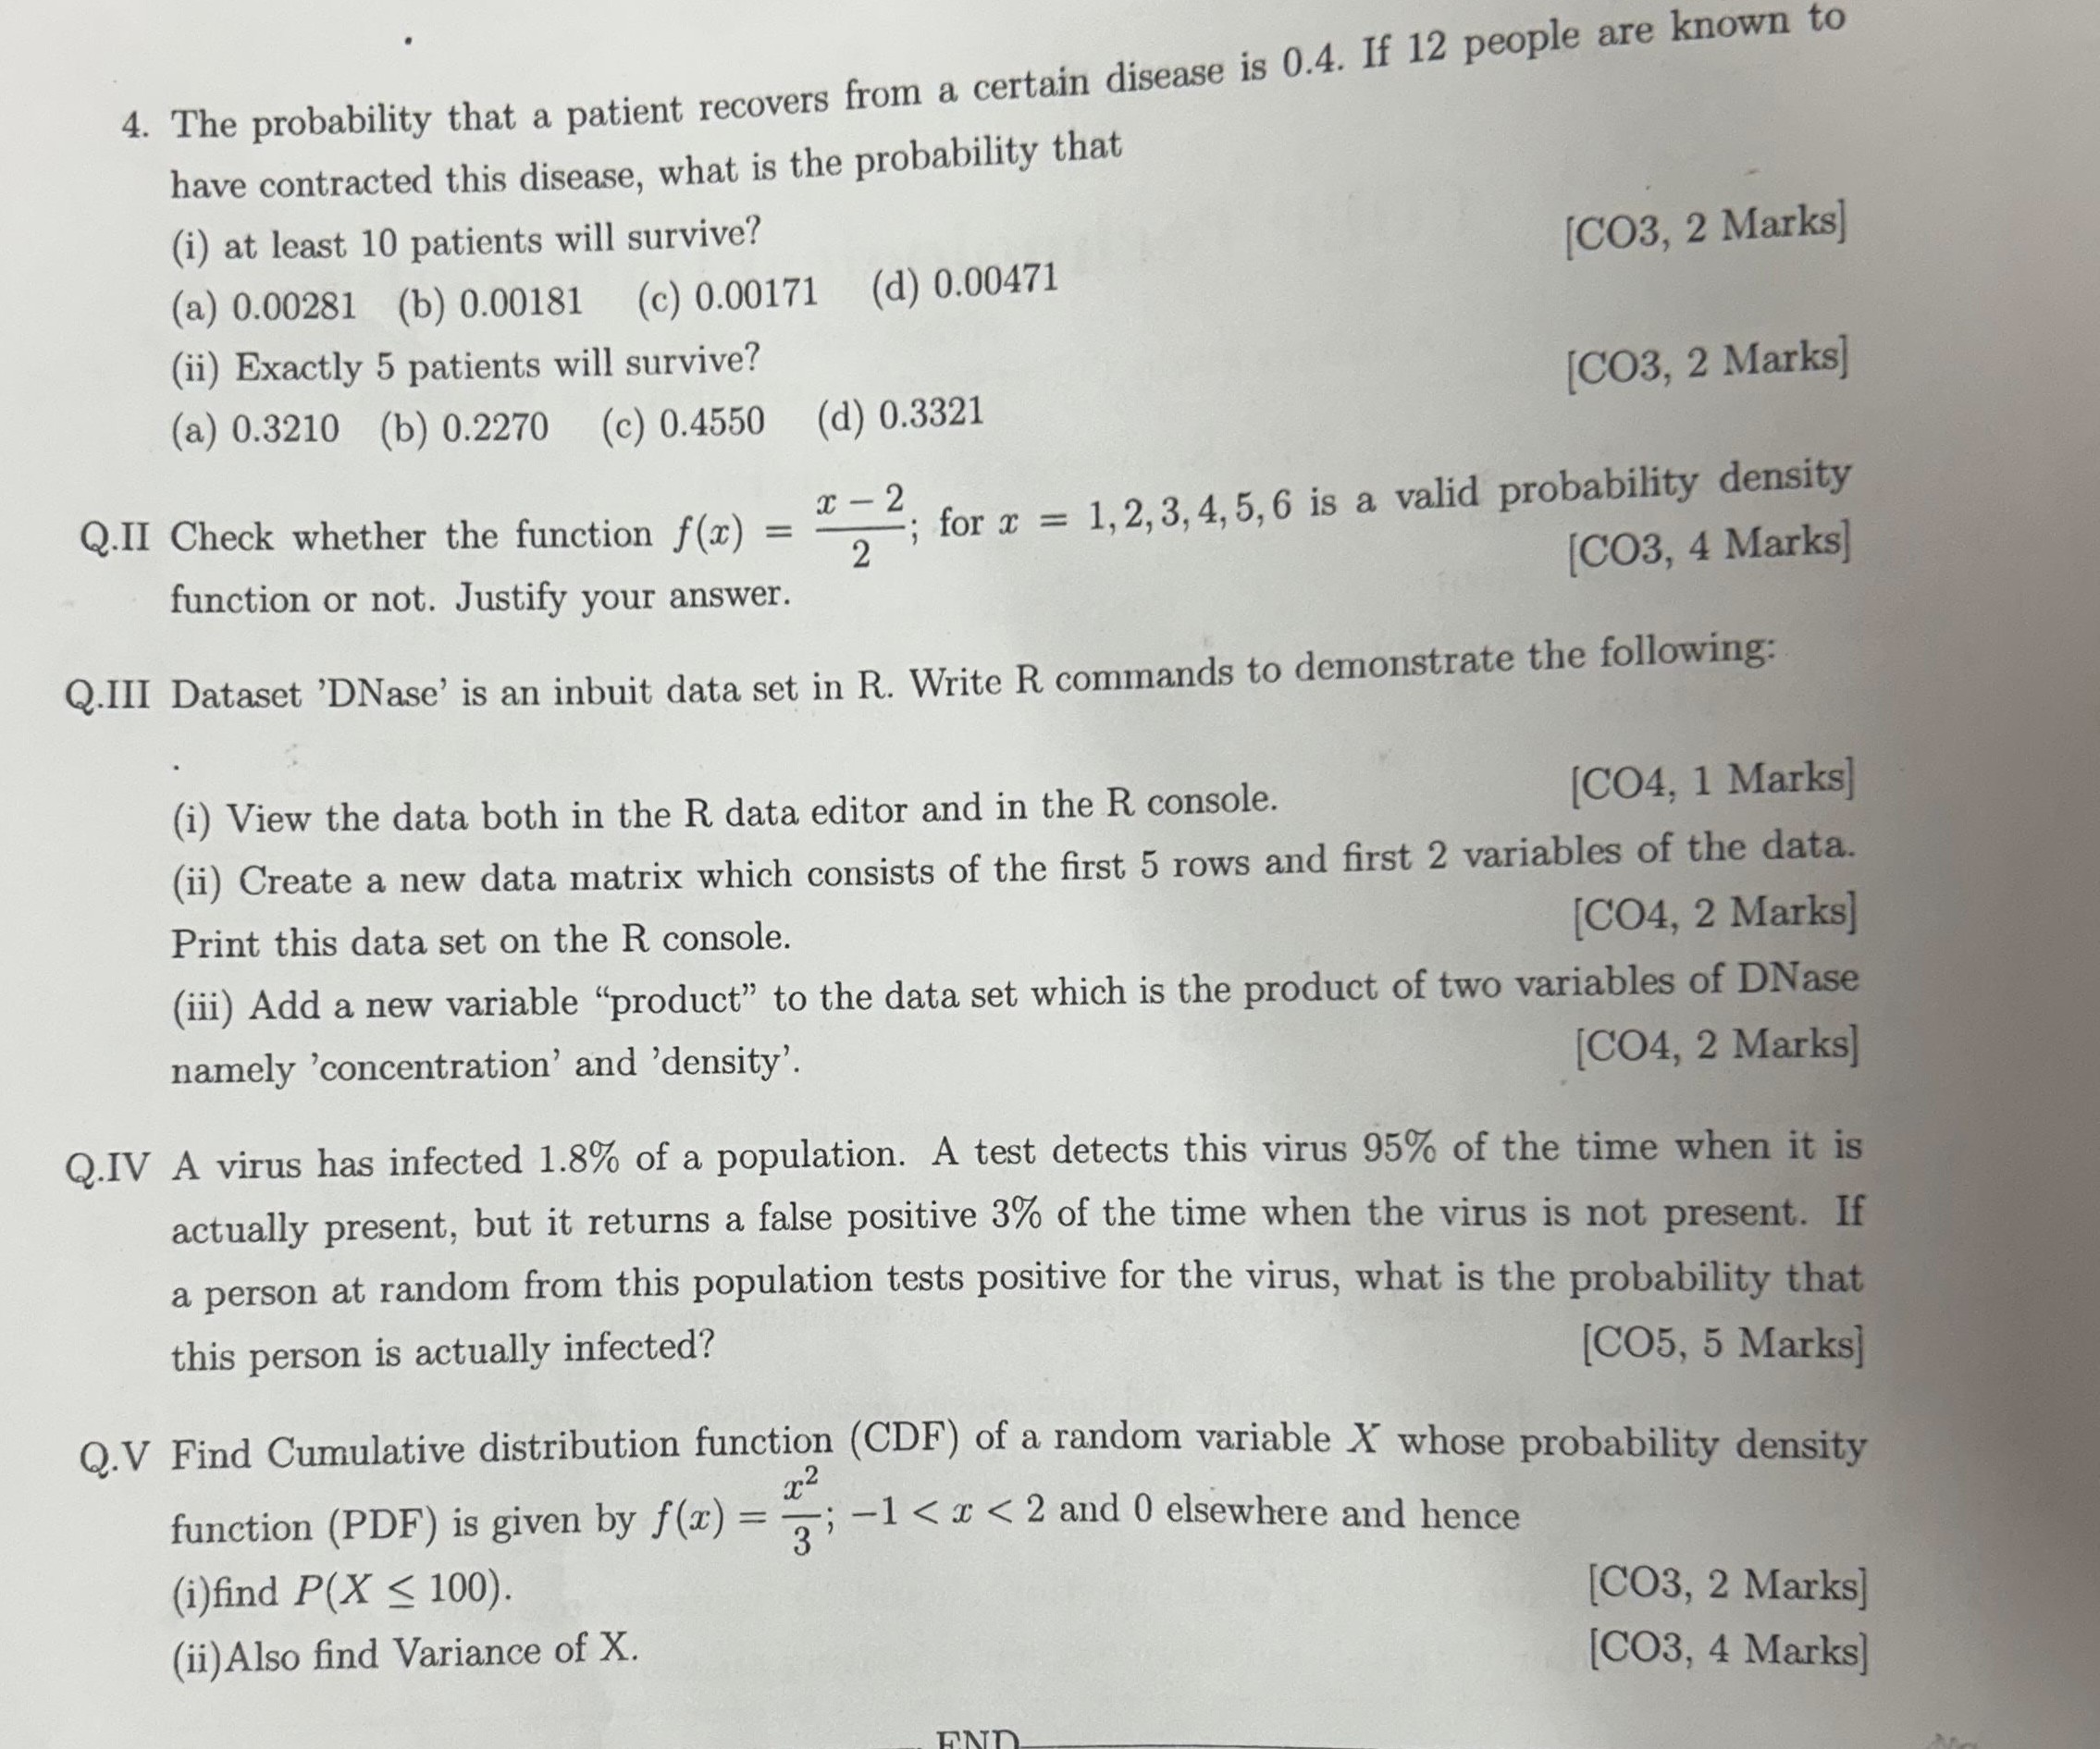 4. The probability that a patient recovers from a certain disease is 0.4. If 12 people are known to
have contracted this disease, what is the probability that
(i) at least 10 patients will survive? [CO3, 2 Marks]
(a) 0.00281 (b) 0.00181 (c) 0.00171 (d) 0.00471
(ii) Exactly 5 patients will survive? [CO3, 2 Marks]
(a) 0.3210 (b) 0.2270 (c) 0.4550 (d) 0.3321
Q.II Check whether the function f(x) = (x − 2)/2; for x = 1, 2, 3, 4, 5, 6 is a valid probability density
function or not. Justify your answer. [CO3, 4 Marks]
Q.III Dataset 'DNase' is an inbuit data set in R. Write R commands to demonstrate the following:
(i) View the data both in the R data editor and in the R console. [CO4, 1 Marks]
(ii) Create a new data matrix which consists of the first 5 rows and first 2 variables of the data.
Print this data set on the R console. [CO4, 2 Marks]
(iii) Add a new variable “product” to the data set which is the product of two variables of DNase
namely 'concentration' and 'density'. [CO4, 2 Marks]
Q.IV A virus has infected 1.8% of a population. A test detects this virus 95% of the time when it is
actually present, but it returns a false positive 3% of the time when the virus is not present. If
a person at random from this population tests positive for the virus, what is the probability that
this person is actually infected? [CO5, 5 Marks]
Q.V Find Cumulative distribution function (CDF) of a random variable X whose probability density
function (PDF) is given by f(x) = x²/3; −1 < x < 2 and 0 elsewhere and hence
(i)find P(X ≤ 100). [CO3, 2 Marks]
(ii)Also find Variance of X. [CO3, 4 Marks]
END